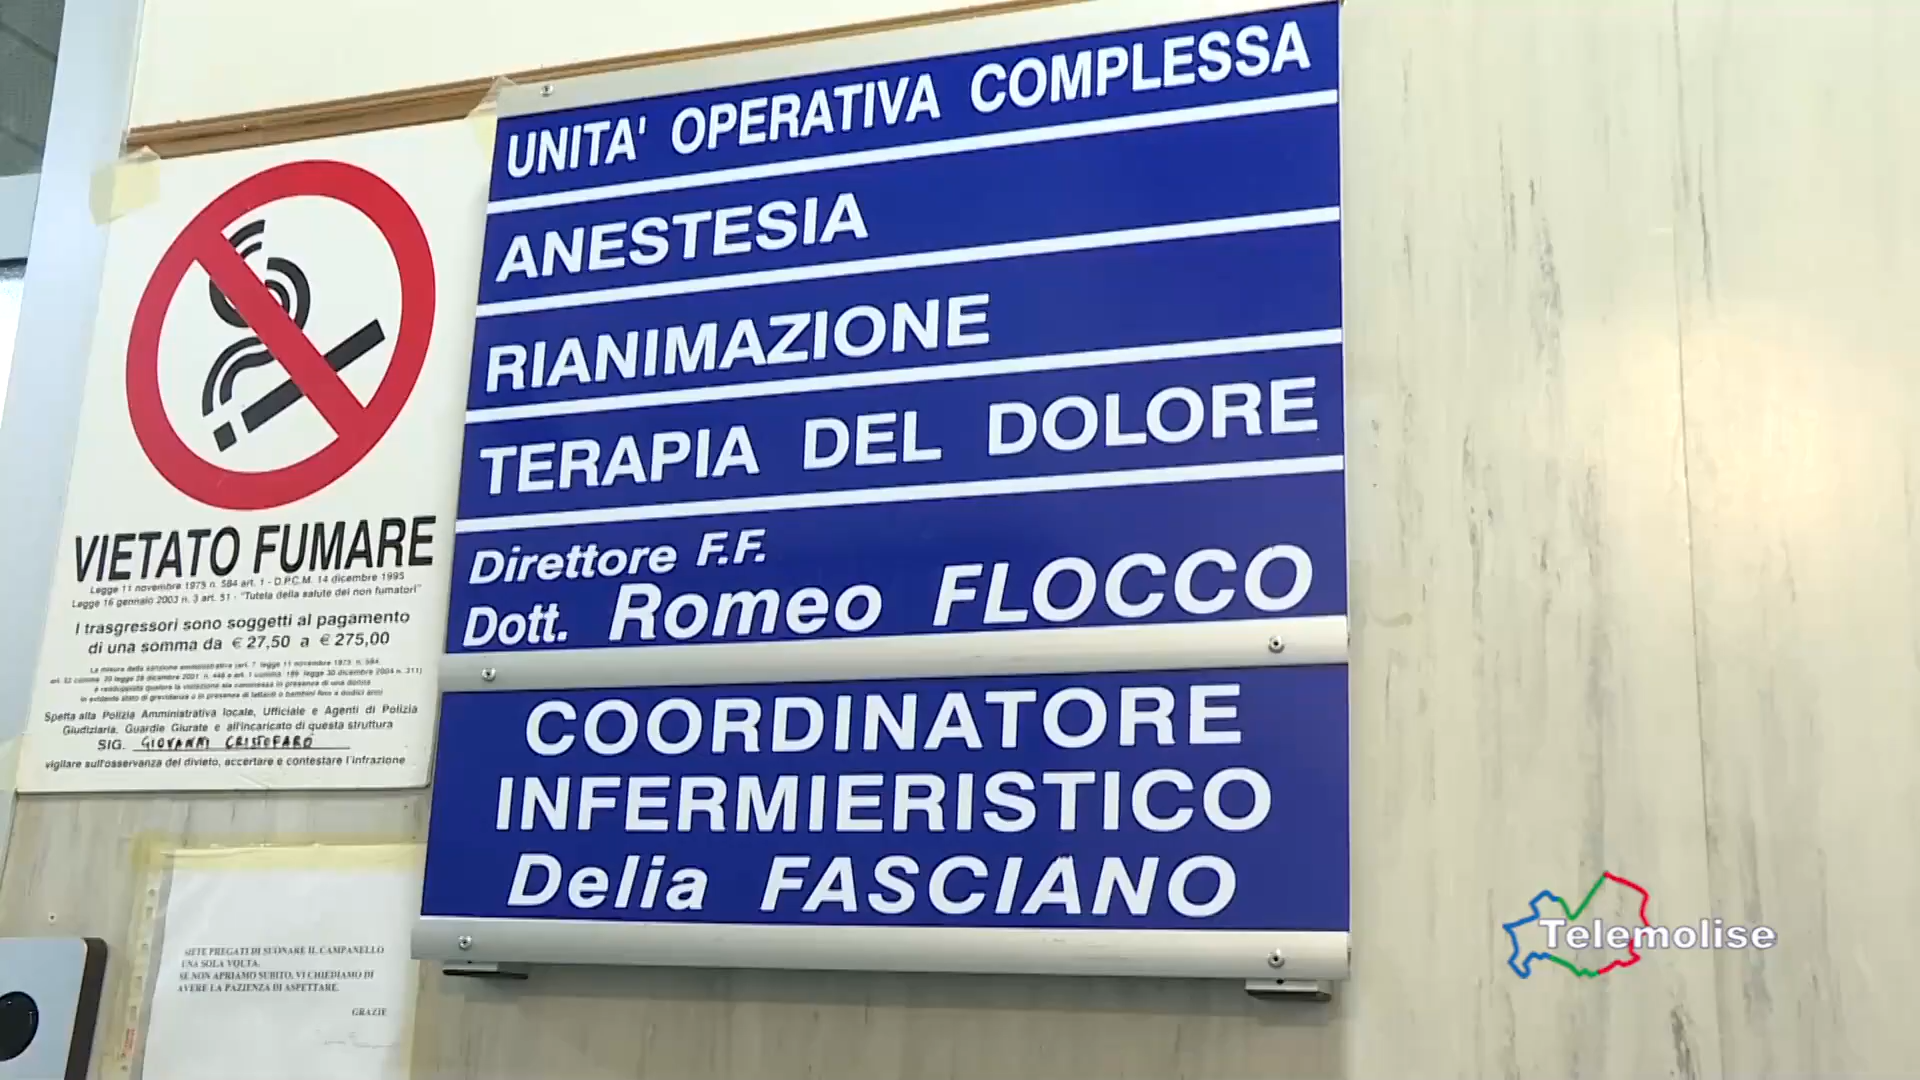 VIETATO FUMARE
Legge 11 novembre 1975 n. 584 art. 1 - D.P.C.M. 14 dicembre 1995
Legge 16 gennaio 2003 n. 3 art. 51 - "Tutela della salute dei non fumatori"
I trasgressori sono soggetti al pagamento
di una somma da € 27,50 a € 275,00
Spetta alla Polizia Amministrativa locale, Ufficiale e Agenti di Polizia
Giudiziaria, Guardie Giurate e all'incaricato di questa struttura
SIG. GIOVANNI CRISTOFARO
vigilare sull'osservanza del divieto, accertare e contestare l'infrazione
SIETE PREGATI DI SUONARE IL CAMPANELLO
UNA SOLA VOLTA.
SE NON APRIAMO SUBITO, VI CHIEDIAMO DI
AVERE LA PAZIENZA DI ASPETTARE.
GRAZIE
UNITA' OPERATIVA COMPLESSA
ANESTESIA
RIANIMAZIONE
TERAPIA DEL DOLORE
Direttore F.F.
Dott. Romeo FLOCCO
COORDINATORE
INFERMIERISTICO
Delia FASCIANO
Telemolise